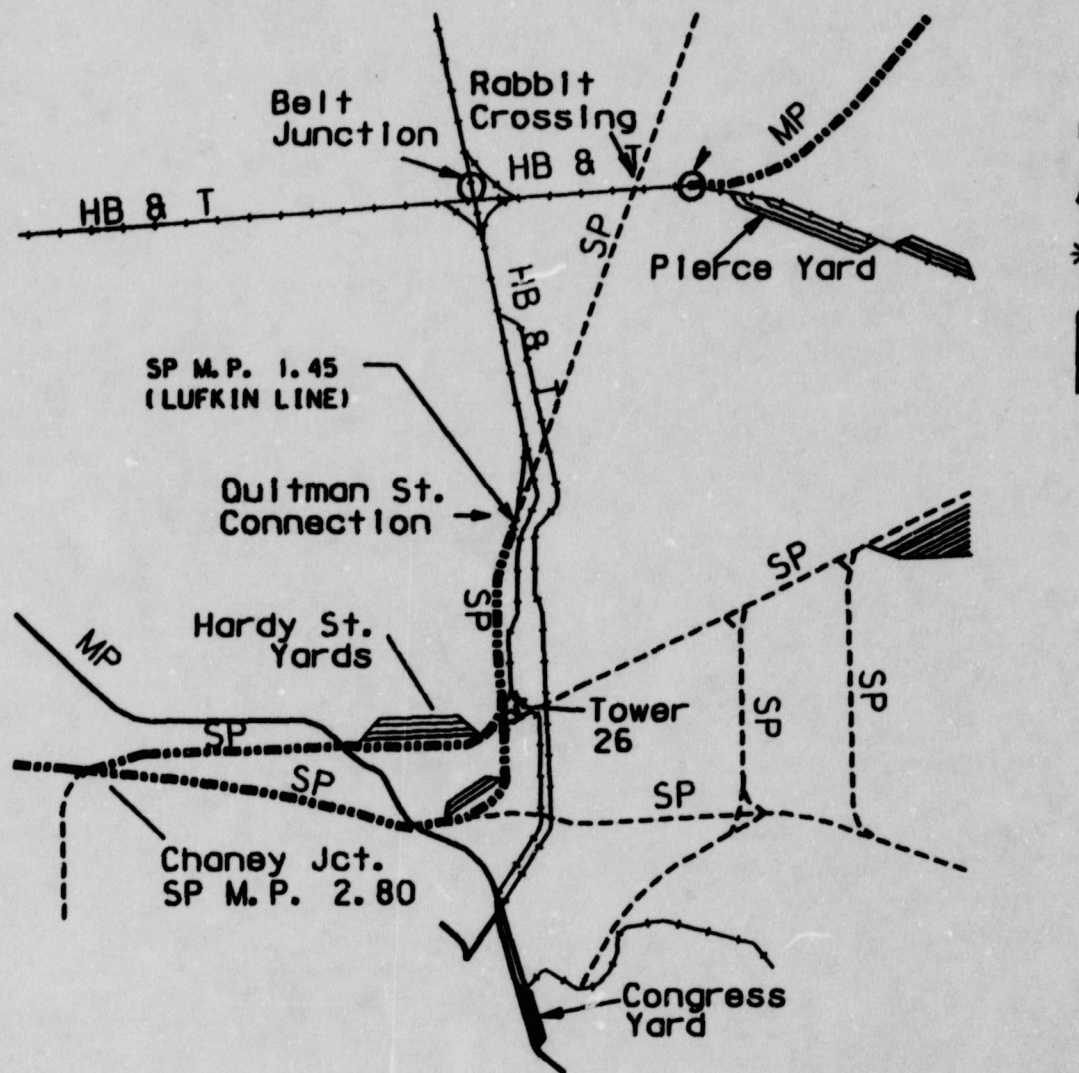 Belt
Junction
Rabbit
Crossing
MP
HB & T
HB & T
SP
Pierce Yard
HB & T
SP M.P. 1.45
(LUFKIN LINE)
Quitman St.
Connection
SP
SP
Hardy St.
Yards
MP
SP
SP
Tower
26
SP
SP
SP
Chaney Jct.
SP M.P. 2.80
Congress
Yard